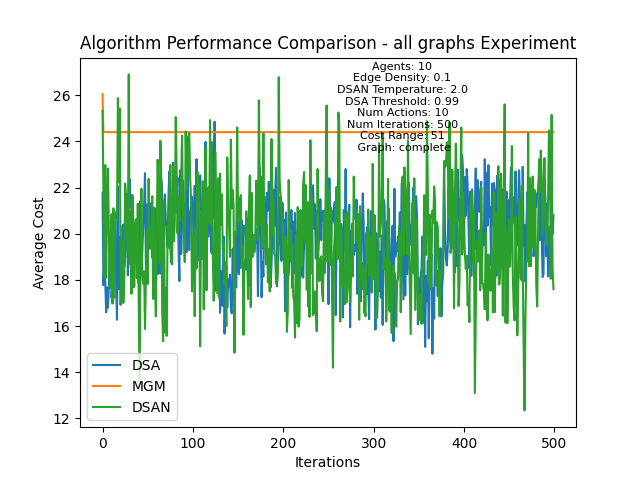 Algorithm Performance Comparison - all graphs Experiment
Agents: 10
Edge Density: 0.1
DSAN Temperature: 2.0
DSA Threshold: 0.99
Num Actions: 10
Num Iterations: 500
Cost Range: 51
Graph: complete
Average Cost
26
24
22
20
18
16
14
12
DSA
MGM
DSAN
0
100
200
300
400
500
Iterations